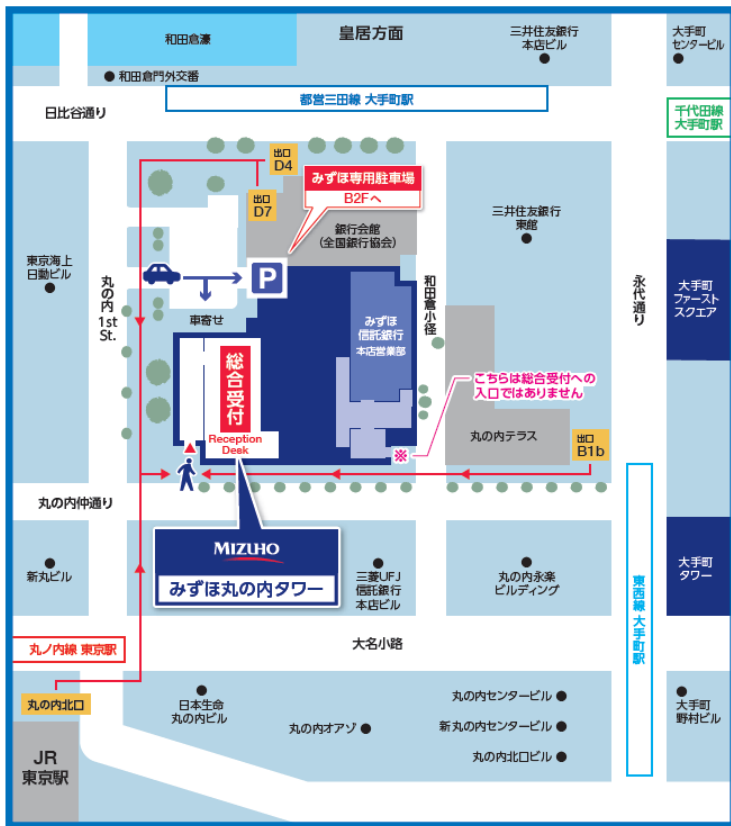 和田倉濠
皇居方面
三井住友銀行
本店ビル
大手町
センタービル
和田倉門外交番
都営三田線 大手町駅
日比谷通り
千代田線
大手町駅
出口
D4
みずほ専用駐車場
B2Fへ
出口
D7
銀行会館
(全国銀行協会)
三井住友銀行
東館
東京海上
日動ビル
丸の内
1st
St.
P
車寄せ
みずほ
信託銀行
本店営業部
和田倉小径
永代通り
大手町
ファースト
スクエア
総合受付
Reception
Desk
こちらは総合受付への
入口ではありません
※
丸の内テラス
出口
B1b
丸の内仲通り
新丸ビル
MIZUHO
みずほ丸の内タワー
三菱UFJ
信託銀行
本店ビル
丸の内永楽
ビルディング
東西線 大手町駅
大手町
タワー
丸ノ内線 東京駅
大名小路
丸の内北口
日本生命
丸の内ビル
丸の内オアゾ
丸の内センタービル
新丸の内センタービル
丸の内北口ビル
大手町
野村ビル
JR
東京駅